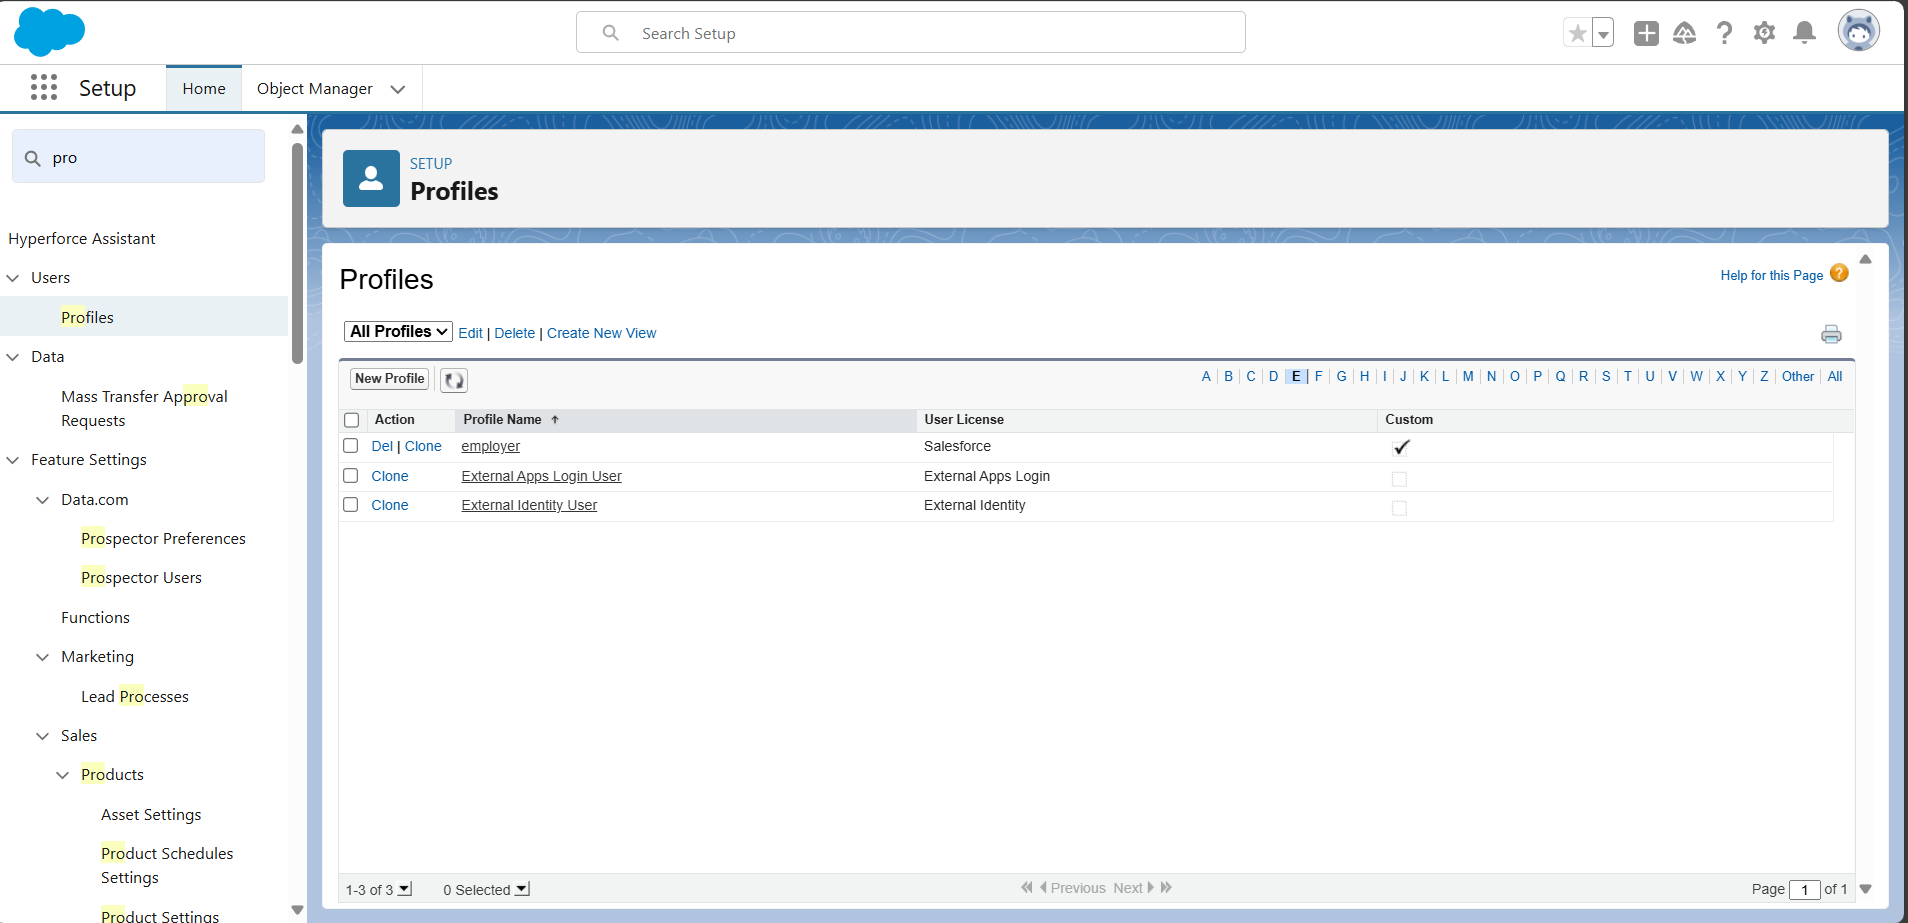 Search Setup
Setup
Home
Object Manager
pro
Hyperforce Assistant
Users
Profiles
Data
Mass Transfer Approval
Requests
Feature Settings
Data.com
Prospector Preferences
Prospector Users
Functions
Marketing
Lead Processes
Sales
Products
Asset Settings
Product Schedules
Settings
Product Settings
SETUP
Profiles
Profiles
Help for this Page ?
All Profiles Edit | Delete | Create New View
New Profile
A | B | C | D | E | F | G | H | I | J | K | L | M | N | O | P | Q | R | S | T | U | V | W | X | Y | Z | Other | All
Action Profile Name User License Custom
Del | Clone employer Salesforce
Clone External Apps Login User External Apps Login
Clone External Identity User External Identity
1-3 of 3 0 Selected Previous Next Page 1 of 1